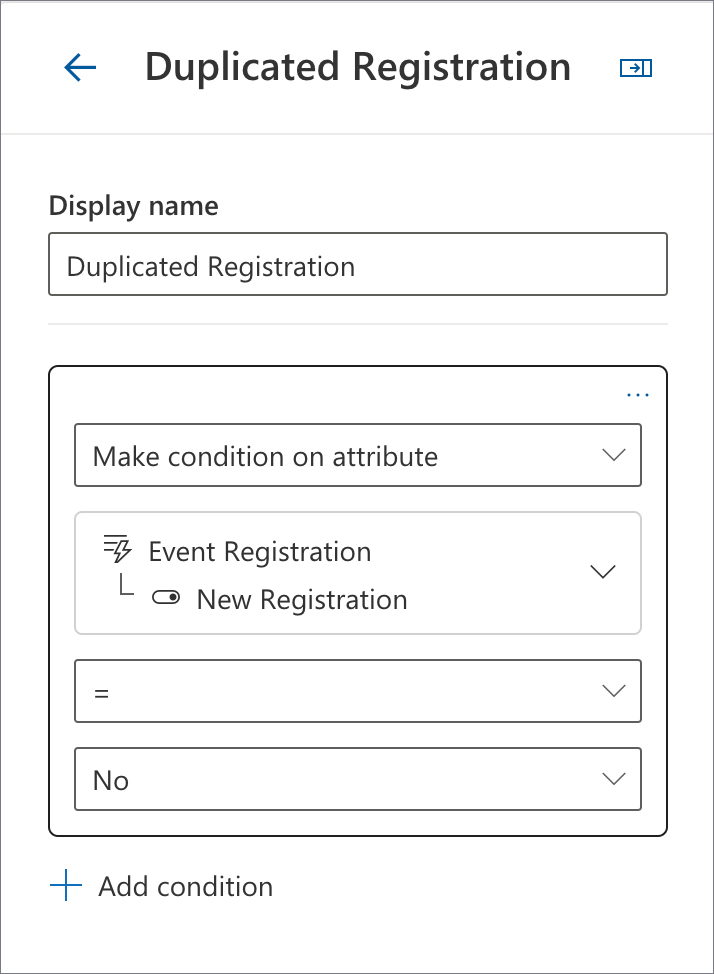 Duplicated Registration
Display name
Duplicated Registration
...
Make condition on attribute
Event Registration
New Registration
=
No
Add condition